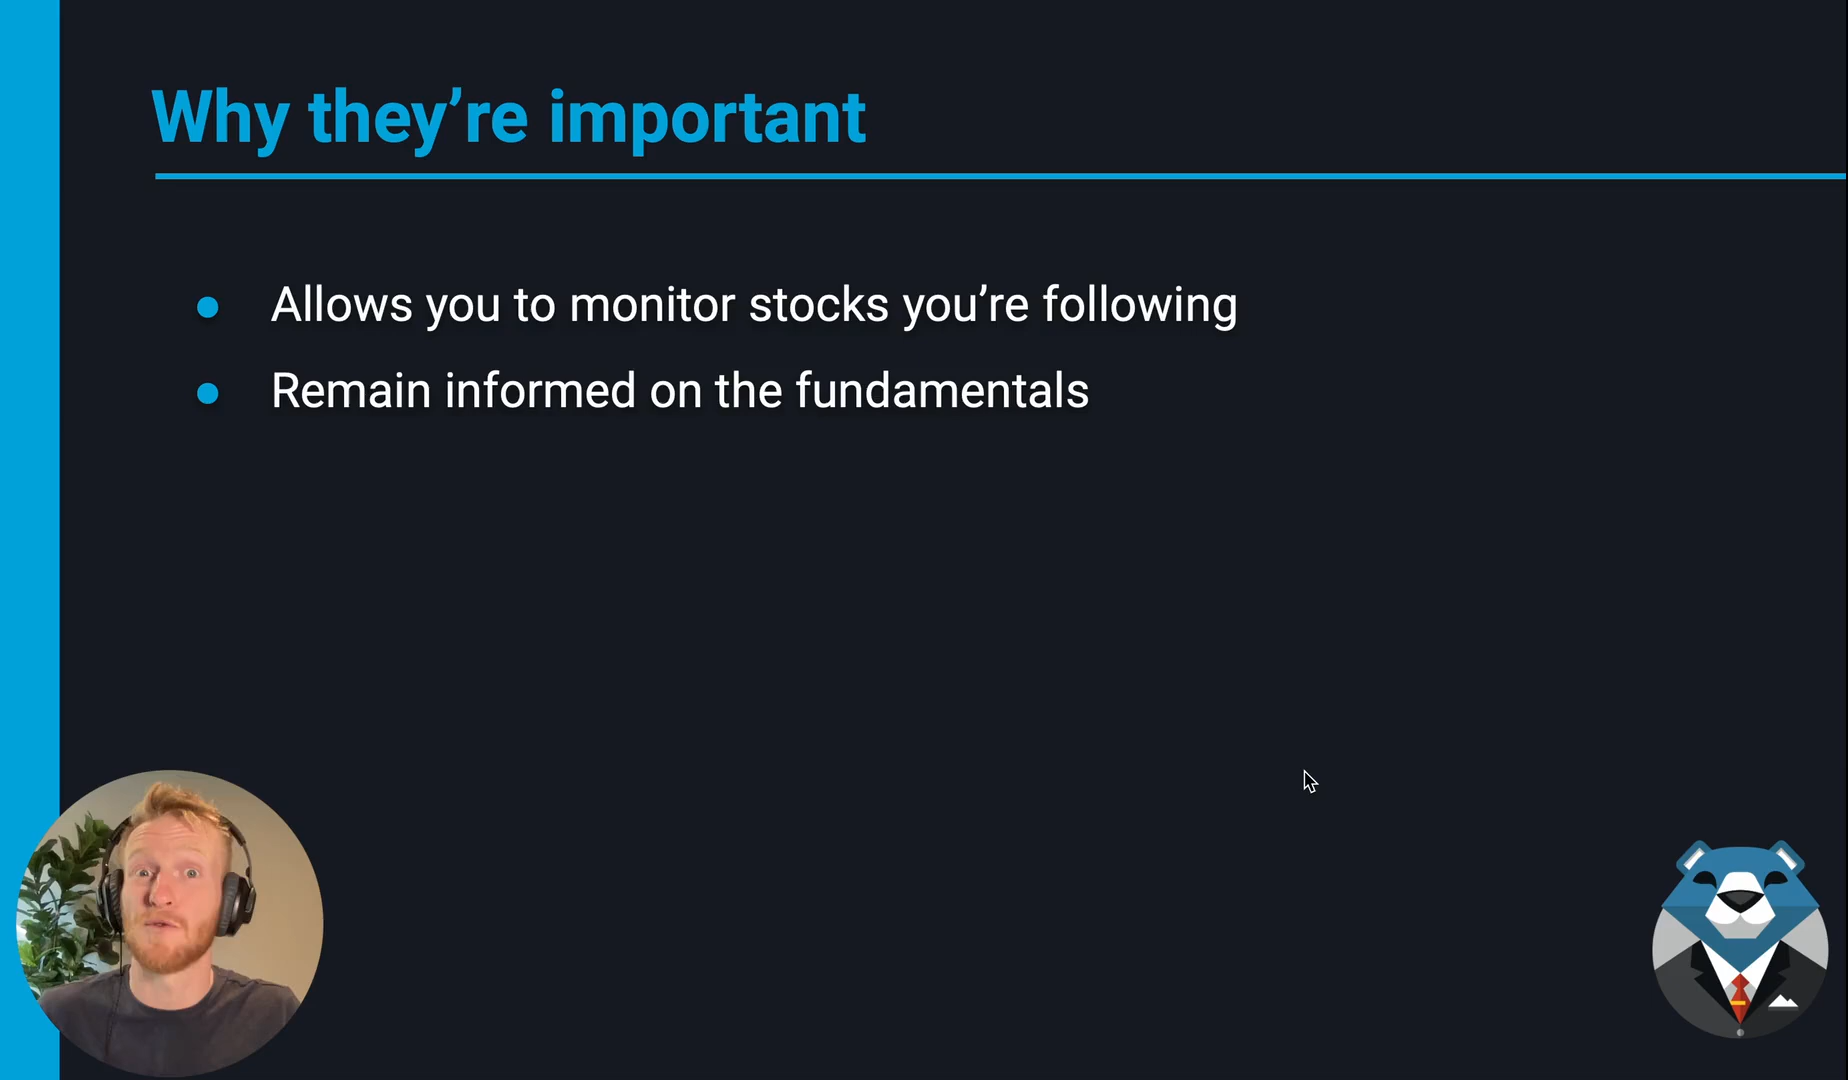 Why they’re important
Allows you to monitor stocks you’re following
Remain informed on the fundamentals